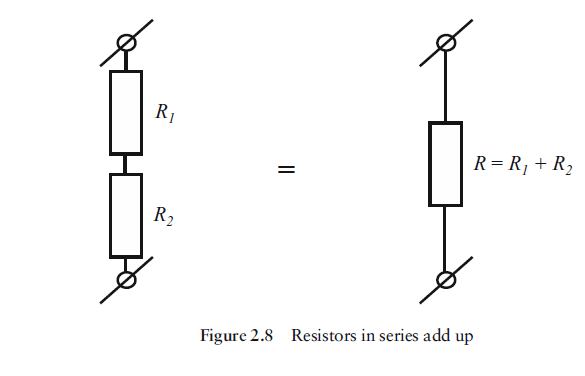 R1
=
R = R1 + R2
R2
Figure 2.8 Resistors in series add up